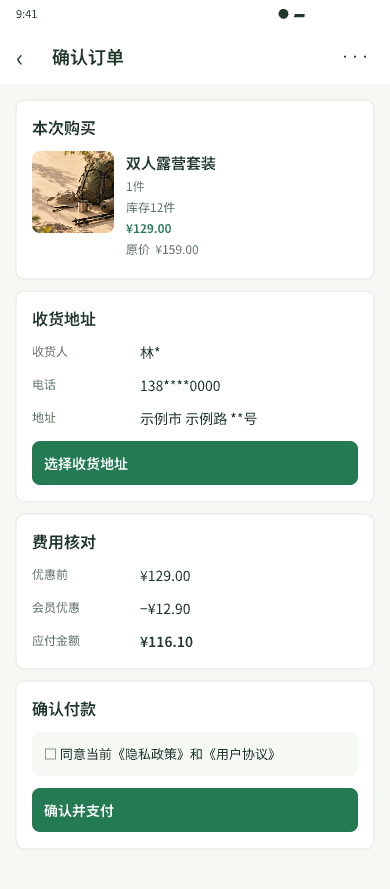 9:41
‹ 确认订单 ···
本次购买
双人露营套装
1件
库存12件
¥129.00
原价 ¥159.00
收货地址
收货人 林*
电话 138****0000
地址 示例市 示例路 **号
选择收货地址
费用核对
优惠前 ¥129.00
会员优惠 −¥12.90
应付金额 ¥116.10
确认付款
☐ 同意当前《隐私政策》和《用户协议》
确认并支付